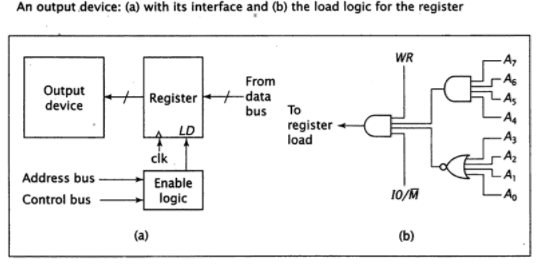 An output device: (a) with its interface and (b) the load logic for the register
Output
device
Register
LD
clk
From
data
bus
Address bus
Control bus
Enable
logic
(a)
WR
To
register
load
IO/M̅
A₇
A₆
A₅
A₄
A₃
A₂
A₁
A₀
(b)